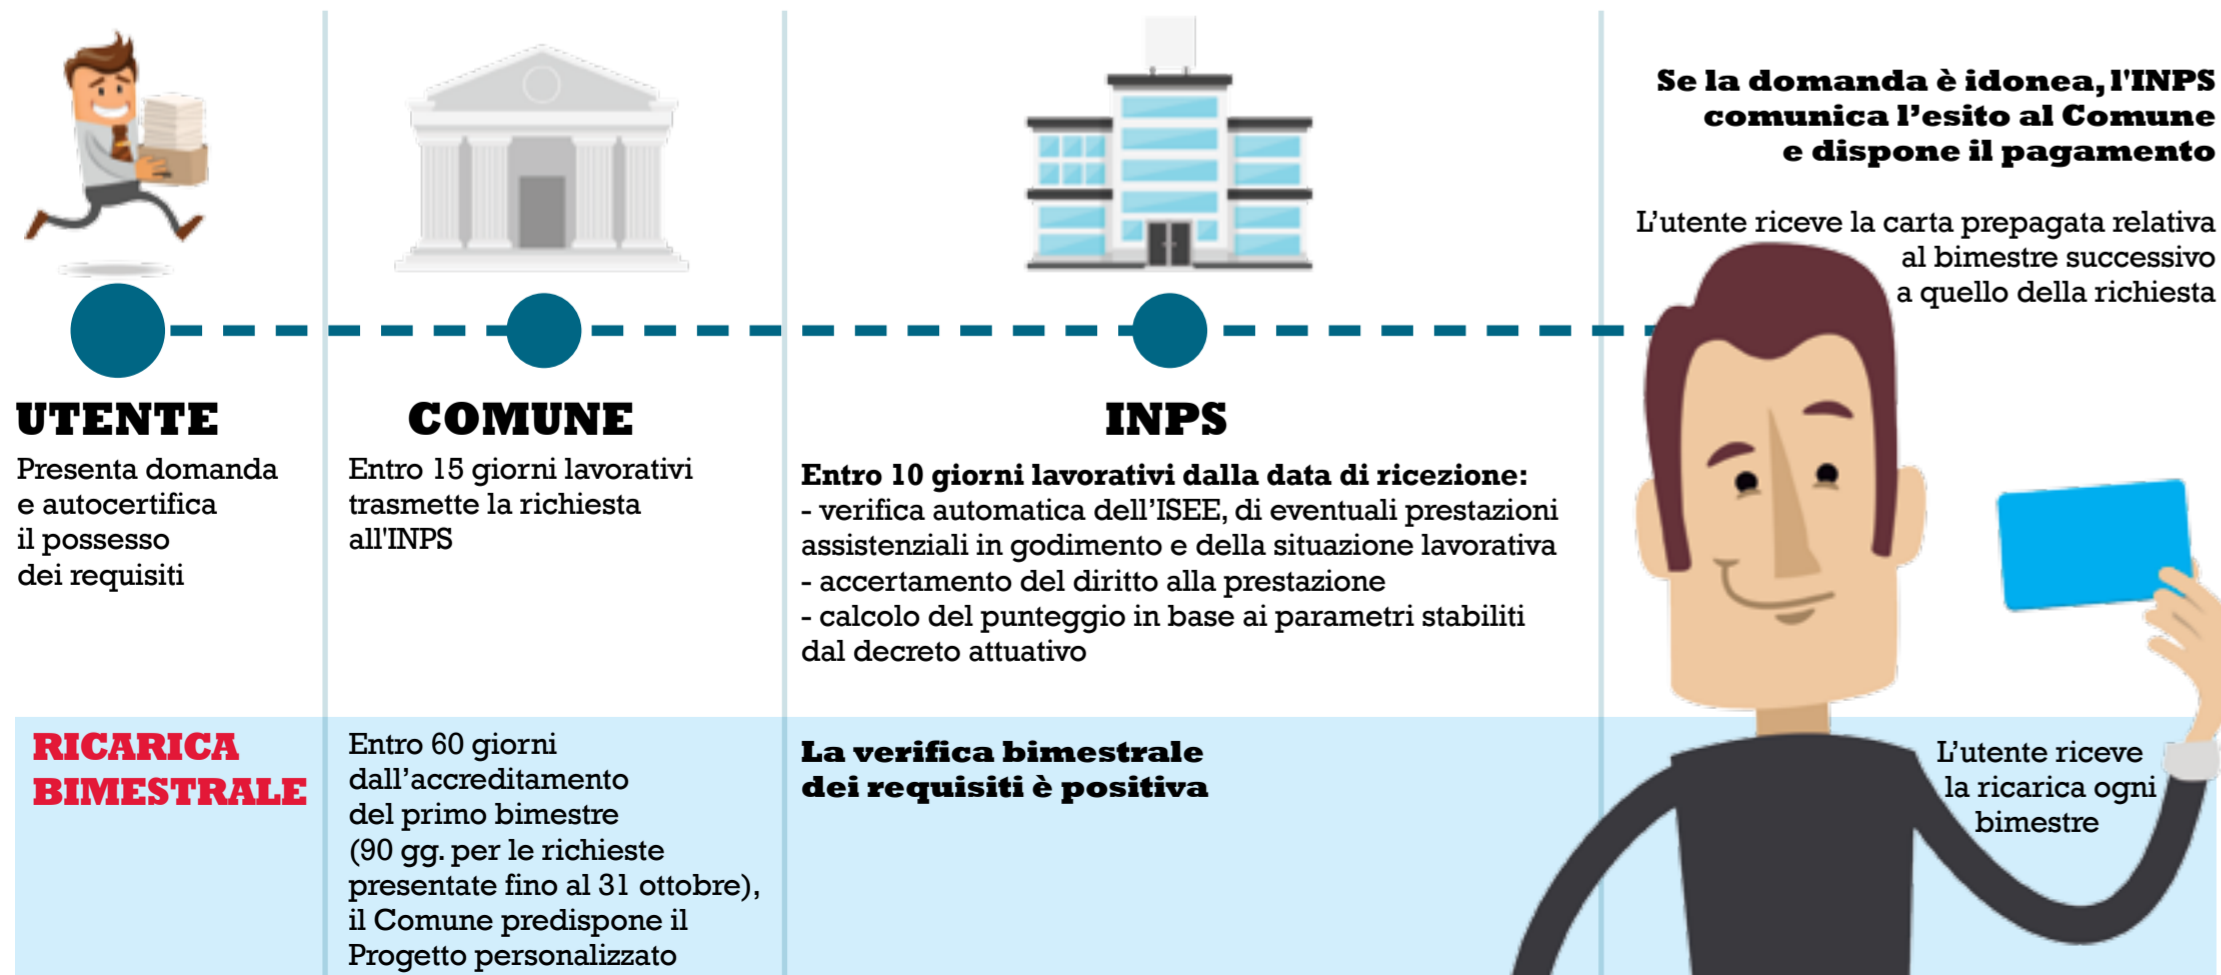 UTENTE
Presenta domanda
e autocertifica
il possesso
dei requisiti
COMUNE
Entro 15 giorni lavorativi
trasmette la richiesta
all'INPS
INPS
Entro 10 giorni lavorativi dalla data di ricezione:
- verifica automatica dell’ISEE, di eventuali prestazioni
assistenziali in godimento e della situazione lavorativa
- accertamento del diritto alla prestazione
- calcolo del punteggio in base ai parametri stabiliti
dal decreto attuativo
Se la domanda è idonea, l'INPS
comunica l’esito al Comune
e dispone il pagamento
L’utente riceve la carta prepagata relativa
al bimestre successivo
a quello della richiesta
RICARICA
BIMESTRALE
Entro 60 giorni
dall’accreditamento
del primo bimestre
(90 gg. per le richieste
presentate fino al 31 ottobre),
il Comune predispone il
Progetto personalizzato
La verifica bimestrale
dei requisiti è positiva
L’utente riceve
la ricarica ogni
bimestre